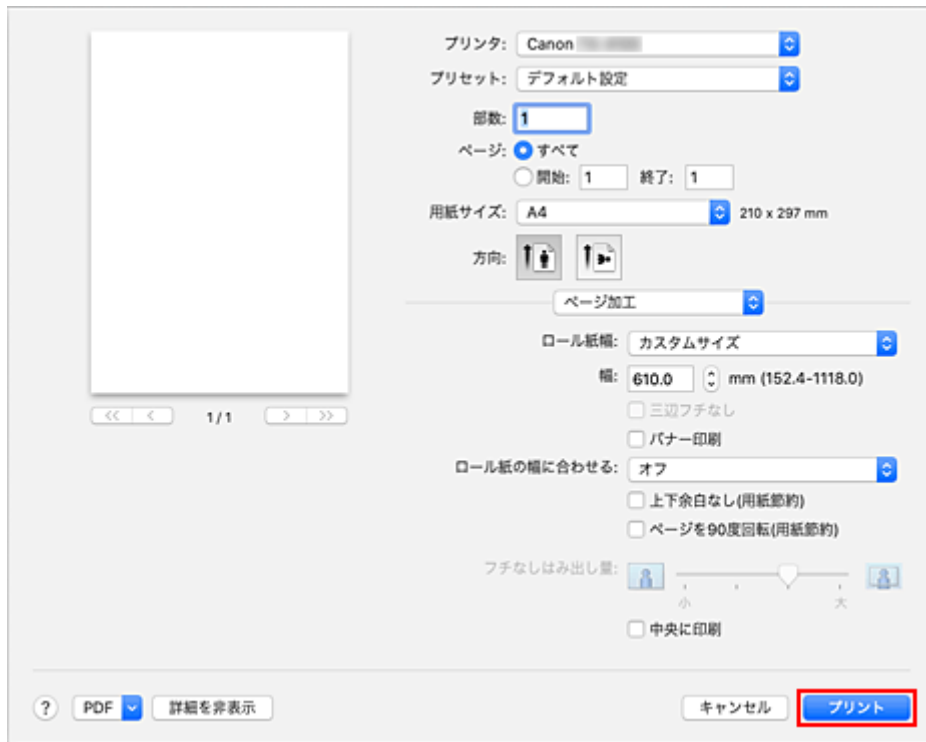 プリンタ: Canon
プリセット: デフォルト設定
部数: 1
ページ: すべて
開始: 1 終了: 1
用紙サイズ: A4 210 x 297 mm
方向:
ページ加工
ロール紙幅: カスタムサイズ
幅: 610.0 mm (152.4-1118.0)
三辺フチなし
<< < 1 / 1 > >>
バナー印刷
ロール紙の幅に合わせる: オフ
上下余白なし(用紙節約)
ページを90度回転(用紙節約)
フチなしはみ出し量:
小 大
中央に印刷
? PDF 詳細を非表示 キャンセル プリント